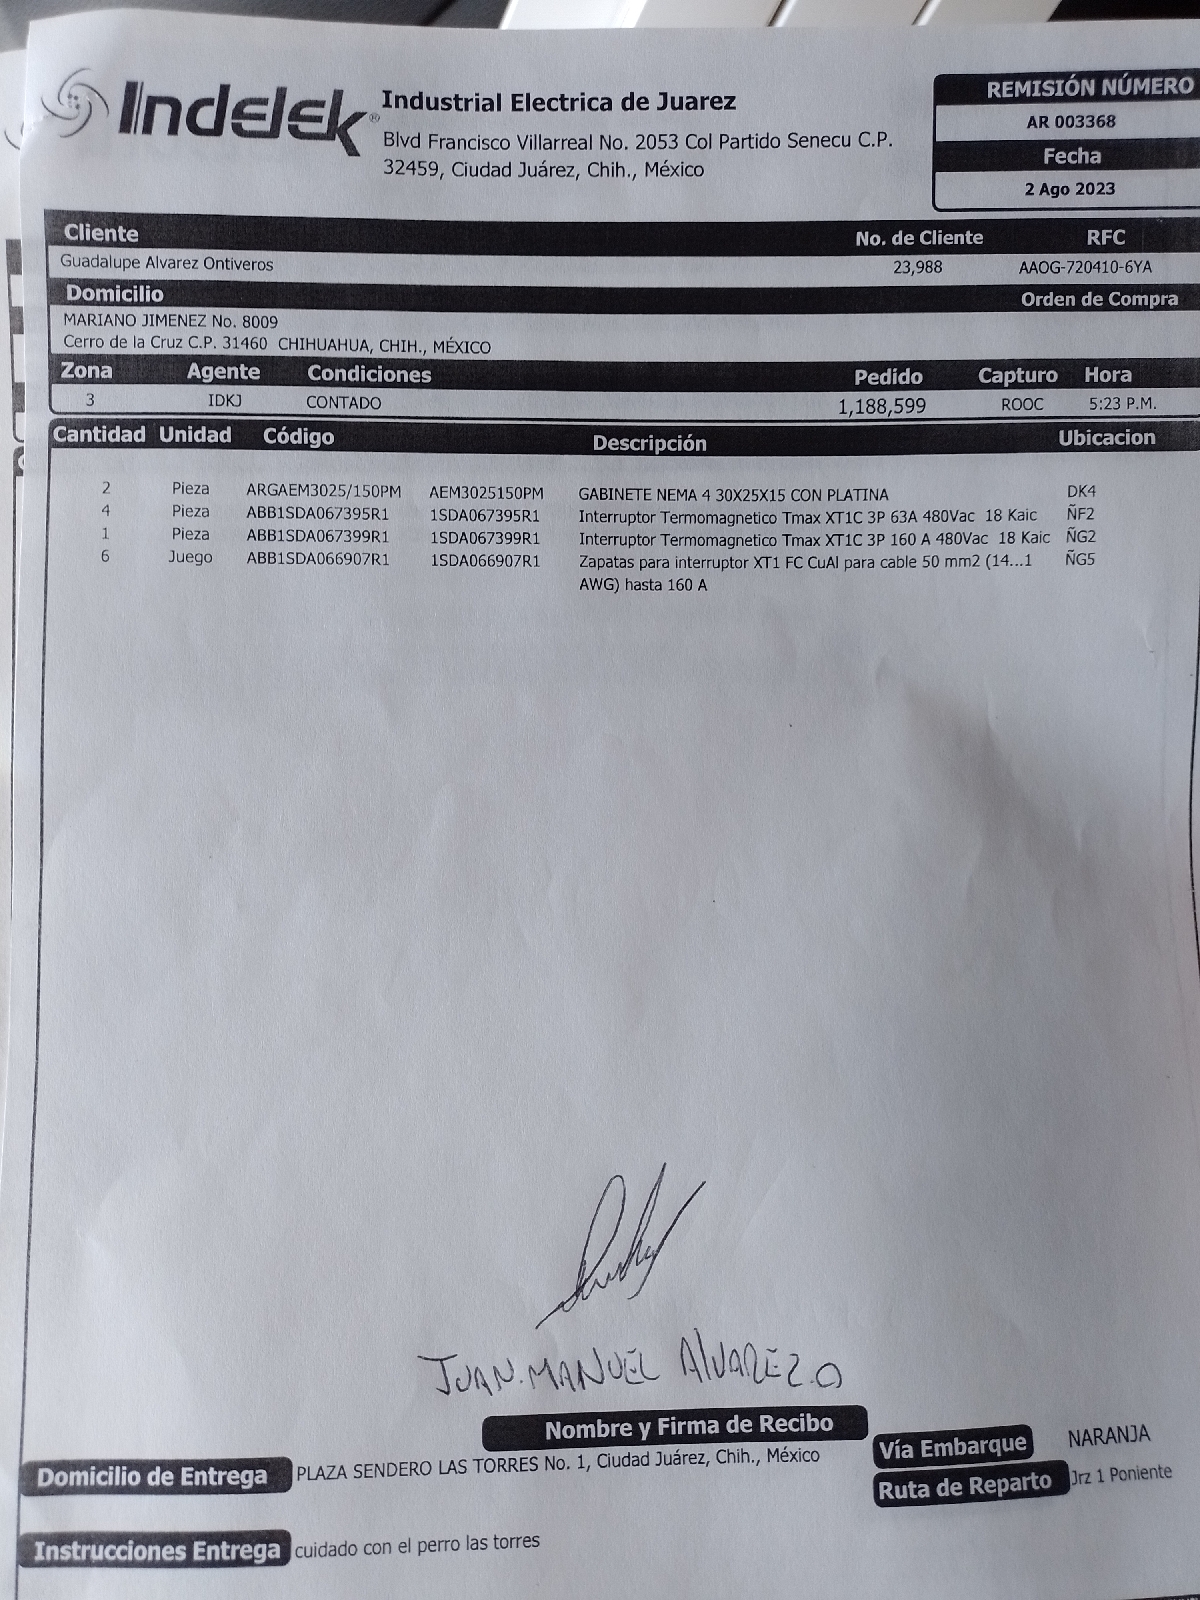 Indelek®
Industrial Electrica de Juarez
Blvd Francisco Villarreal No. 2053 Col Partido Senecu C.P.
32459, Ciudad Juárez, Chih., México
REMISIÓN NÚMERO
AR 003368
Fecha
2 Ago 2023
Cliente No. de Cliente RFC
Guadalupe Alvarez Ontiveros 23,988 AAOG-720410-6YA
Domicilio Orden de Compra
MARIANO JIMENEZ No. 8009
Cerro de la Cruz C.P. 31460 CHIHUAHUA, CHIH., MÉXICO
Zona Agente Condiciones Pedido Capturo Hora
3 IDKJ CONTADO 1,188,599 ROOC 5:23 P.M.
Cantidad Unidad Código Descripción Ubicacion
2 Pieza ARGAEM3025/150PM AEM3025150PM GABINETE NEMA 4 30X25X15 CON PLATINA DK4
4 Pieza ABB1SDA067395R1 1SDA067395R1 Interruptor Termomagnetico Tmax XT1C 3P 63A 480Vac 18 Kaic ÑF2
1 Pieza ABB1SDA067399R1 1SDA067399R1 Interruptor Termomagnetico Tmax XT1C 3P 160 A 480Vac 18 Kaic ÑG2
6 Juego ABB1SDA066907R1 1SDA066907R1 Zapatas para interruptor XT1 FC CuAl para cable 50 mm2 (14...1 ÑG5
AWG) hasta 160 A
JUAN.MANUEL AlVAREZ.O
Nombre y Firma de Recibo
Domicilio de Entrega PLAZA SENDERO LAS TORRES No. 1, Ciudad Juárez, Chih., México
Vía Embarque NARANJA
Ruta de Reparto Jrz 1 Poniente
Instrucciones Entrega cuidado con el perro las torres